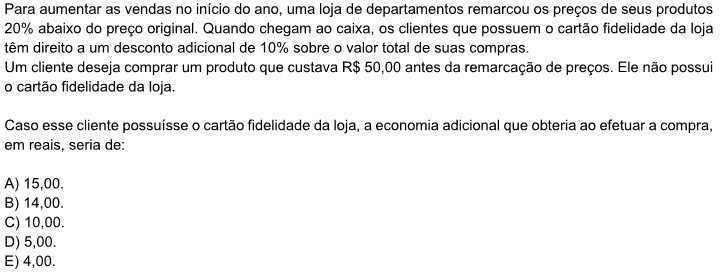 Para aumentar as vendas no início do ano, uma loja de departamentos remarcou os preços de seus produtos
20% abaixo do preço original. Quando chegam ao caixa, os clientes que possuem o cartão fidelidade da loja
têm direito a um desconto adicional de 10% sobre o valor total de suas compras.
Um cliente deseja comprar um produto que custava R$ 50,00 antes da remarcação de preços. Ele não possui
o cartão fidelidade da loja.
Caso esse cliente possuísse o cartão fidelidade da loja, a economia adicional que obteria ao efetuar a compra,
em reais, seria de:
A) 15,00.
B) 14,00.
C) 10,00.
D) 5,00.
E) 4,00.